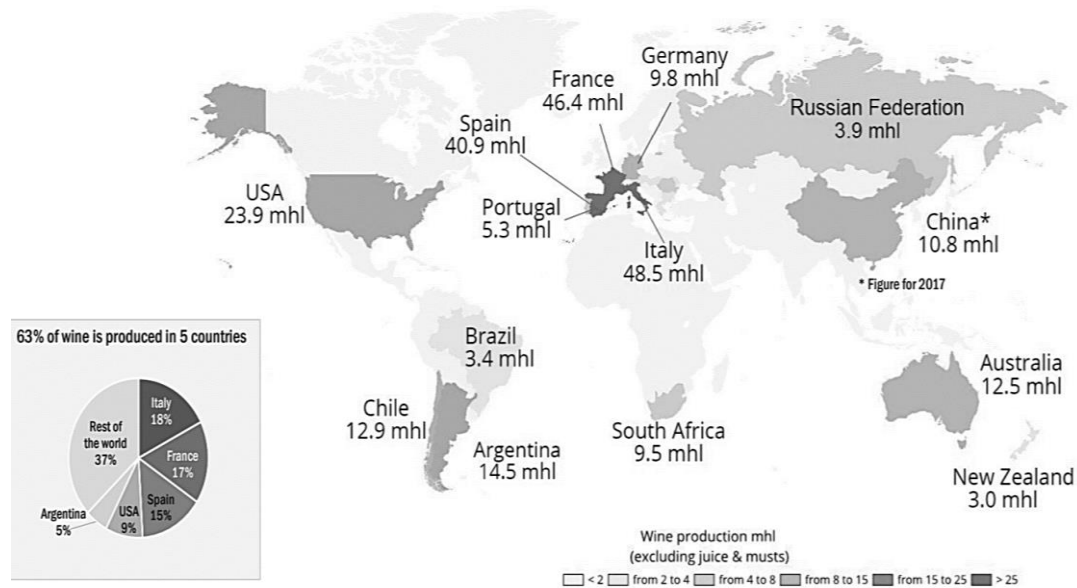 Germany
9.8 mhl
France
46.4 mhl
Russian Federation
3.9 mhl
Spain
40.9 mhl
USA
23.9 mhl
Portugal
5.3 mhl
China*
10.8 mhl
Italy
48.5 mhl
* Figure for 2017
63% of wine is produced in 5 countries
Italy
18%
France
17%
Spain
15%
USA
9%
Argentina
5%
Rest of
the world
37%
Brazil
3.4 mhl
Chile
12.9 mhl
Argentina
14.5 mhl
South Africa
9.5 mhl
Australia
12.5 mhl
New Zealand
3.0 mhl
Wine production mhl
(excluding juice & musts)
< 2 from 2 to 4 from 4 to 8 from 8 to 15 from 15 to 25 > 25